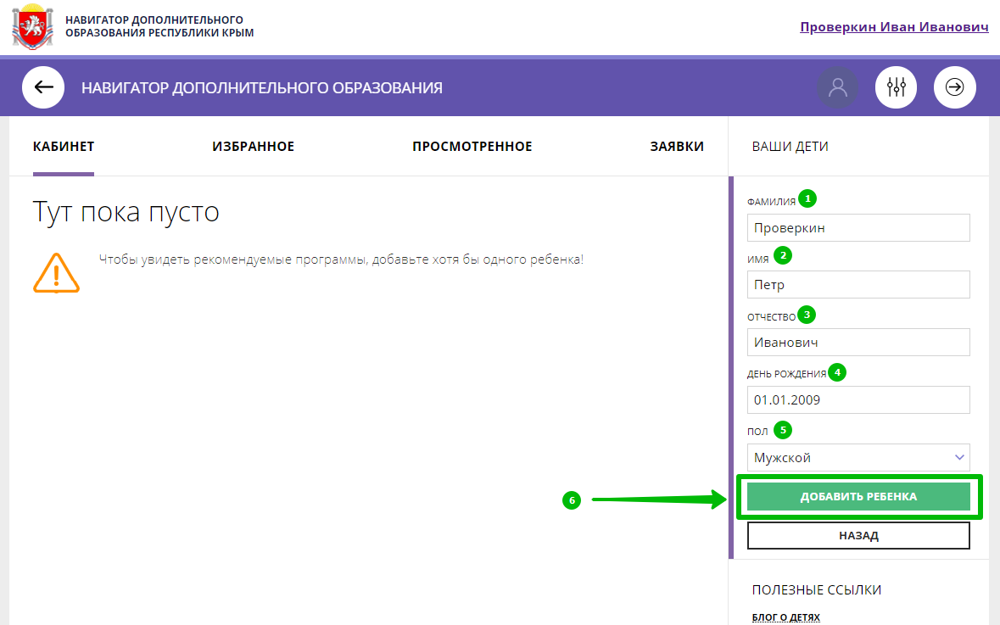 НАВИГАТОР ДОПОЛНИТЕЛЬНОГО
ОБРАЗОВАНИЯ РЕСПУБЛИКИ КРЫМ
Проверкин Иван Иванович
НАВИГАТОР ДОПОЛНИТЕЛЬНОГО ОБРАЗОВАНИЯ
КАБИНЕТ
ИЗБРАННОЕ
ПРОСМОТРЕННОЕ
ЗАЯВКИ
ВАШИ ДЕТИ
Тут пока пусто
Чтобы увидеть рекомендуемые программы, добавьте хотя бы одного ребенка!
ФАМИЛИЯ 1
Проверкин
ИМЯ 2
Петр
ОТЧЕСТВО 3
Иванович
ДЕНЬ РОЖДЕНИЯ 4
01.01.2009
ПОЛ 5
Мужской
6
ДОБАВИТЬ РЕБЕНКА
НАЗАД
ПОЛЕЗНЫЕ ССЫЛКИ
БЛОГ О ДЕТЯХ